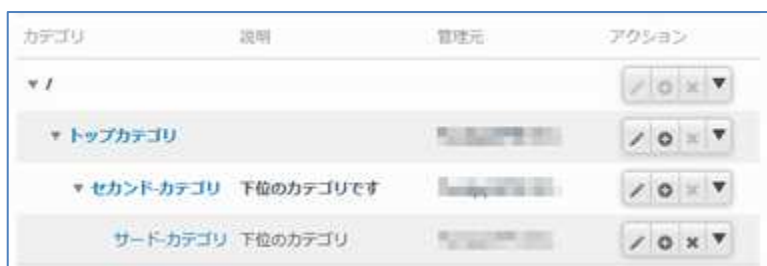 カテゴリ 説明 管理元 アクション
/
トップカテゴリ
セカンド-カテゴリ 下位のカテゴリです
サード-カテゴリ 下位のカテゴリ